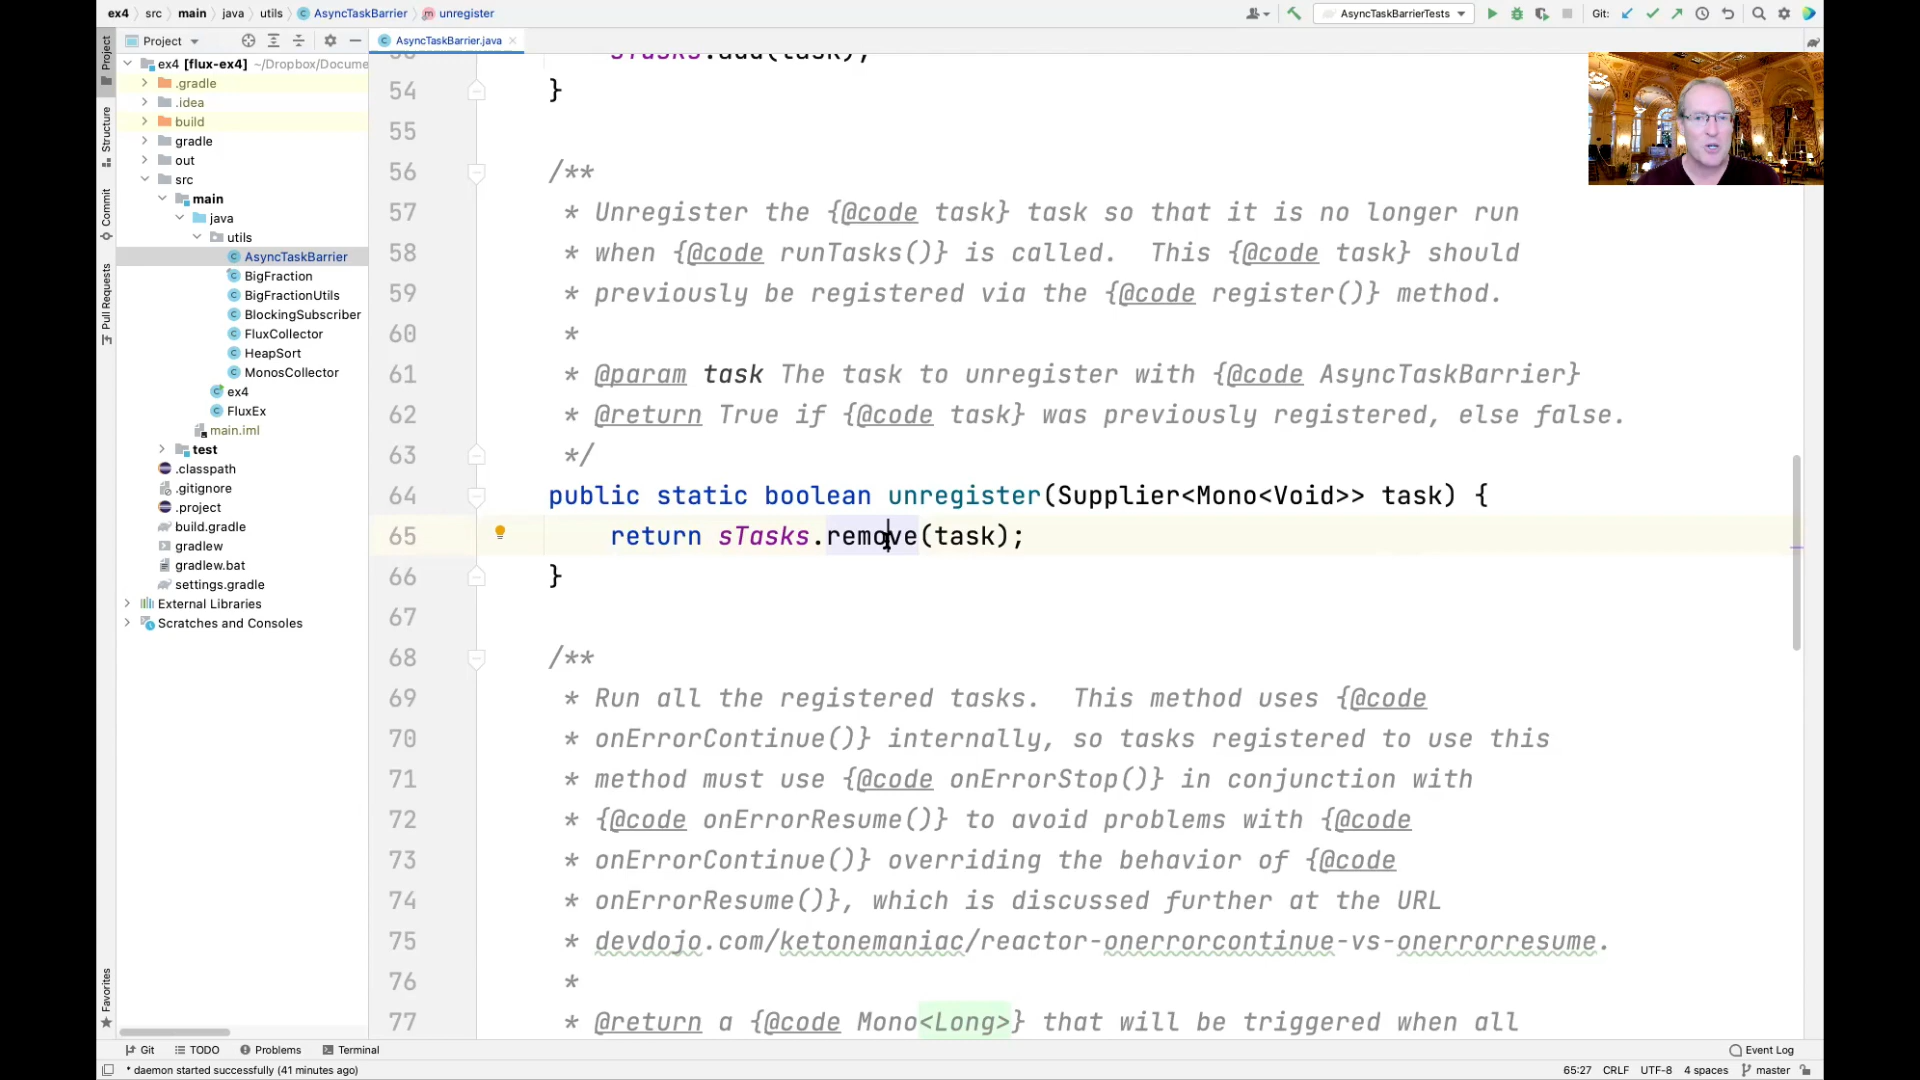 ex4 src main java utils AsyncTaskBarrier unregister AsyncTaskBarrierTests Git:
Project AsyncTaskBarrier.java
ex4 [flux-ex4] ~/Dropbox/Docume
.gradle
.idea
build
gradle
out
src
main
java
utils
AsyncTaskBarrier
BigFraction
BigFractionUtils
BlockingSubscriber
FluxCollector
HeapSort
MonosCollector
ex4
FluxEx
main.iml
test
.classpath
.gitignore
.project
build.gradle
gradlew
gradlew.bat
settings.gradle
External Libraries
Scratches and Consoles
Project
Structure
Commit
Pull Requests
Favorites
sTasks.add(task);
54 }
55
56 /**
57 * Unregister the {@code task} task so that it is no longer run
58 * when {@code runTasks()} is called.  This {@code task} should
59 * previously be registered via the {@code register()} method.
60 *
61 * @param task The task to unregister with {@code AsyncTaskBarrier}
62 * @return True if {@code task} was previously registered, else false.
63 */
64 public static boolean unregister(Supplier<Mono<Void>> task) {
65 return sTasks.remove(task);
66 }
67
68 /**
69 * Run all the registered tasks.  This method uses {@code
70 * onErrorContinue()} internally, so tasks registered to use this
71 * method must use {@code onErrorStop()} in conjunction with
72 * {@code onErrorResume()} to avoid problems with {@code
73 * onErrorContinue()} overriding the behavior of {@code
74 * onErrorResume()}, which is discussed further at the URL
75 * devdojo.com/ketonemaniac/reactor-onerrorcontinue-vs-onerrorresume.
76 *
77 * @return a {@code Mono<Long>} that will be triggered when all
Git TODO Problems Terminal Event Log
* daemon started successfully (41 minutes ago) 65:27 CRLF UTF-8 4 spaces master